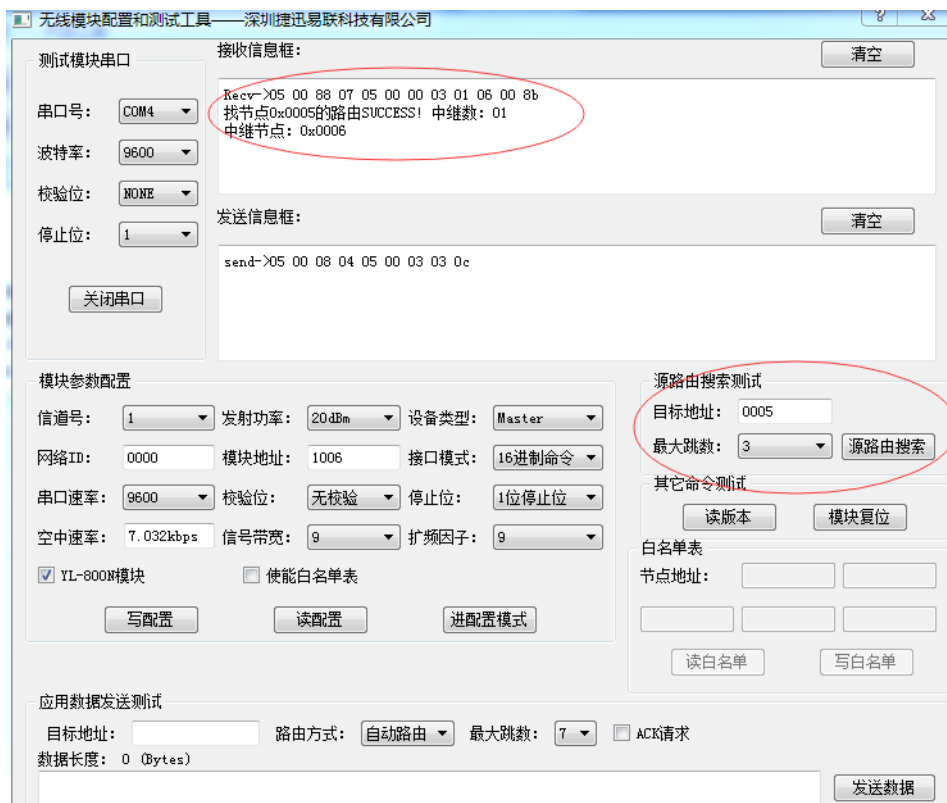 无线模块配置和测试工具——深圳捷迅易联科技有限公司
测试模块串口
串口号: COM4
波特率: 9600
校验位: NONE
停止位: 1
关闭串口
接收信息框:
清空
Recv->05 00 88 07 05 00 00 03 01 06 00 8b
找节点0x0005的路由SUCCESS! 中继数: 01
中继节点: 0x0006
发送信息框:
清空
send->05 00 08 04 05 00 03 03 0c
模块参数配置
信道号: 1 发射功率: 20dBm 设备类型: Master
网络ID: 0000 模块地址: 1006 接口模式: 16进制命令
串口速率: 9600 校验位: 无校验 停止位: 1位停止位
空中速率: 7.032kbps 信号带宽: 9 扩频因子: 9
YL-800N模块 使能白名单表
写配置 读配置 进配置模式
源路由搜索测试
目标地址: 0005
最大跳数: 3 源路由搜索
其它命令测试
读版本 模块复位
白名单表
节点地址:
读白名单 写白名单
应用数据发送测试
目标地址: 路由方式: 自动路由 最大跳数: 7 ACK请求
数据长度: 0 (Bytes)
发送数据